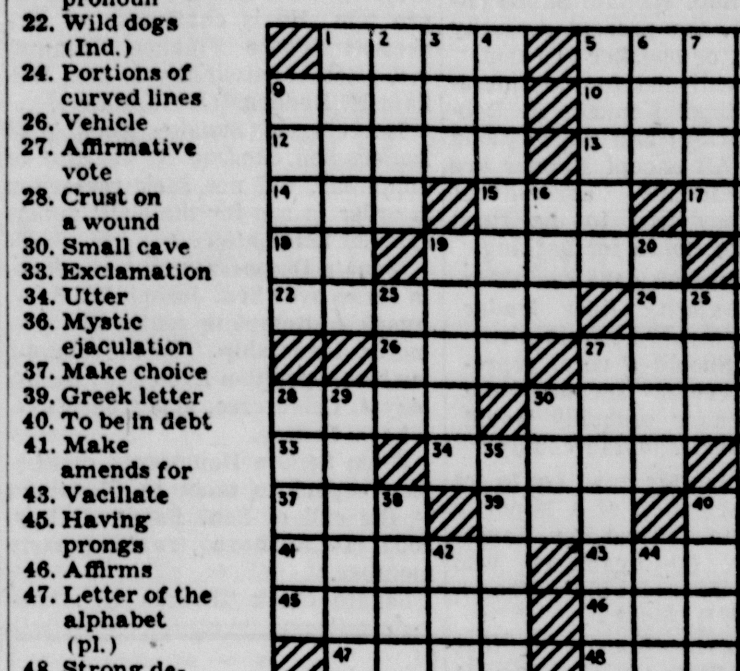 pronoun
22. Wild dogs
(Ind.)
24. Portions of
curved lines
26. Vehicle
27. Affirmative
vote
28. Crust on
a wound
30. Small cave
33. Exclamation
34. Utter
36. Mystic
ejaculation
37. Make choice
39. Greek letter
40. To be in debt
41. Make
amends for
43. Vacillate
45. Having
prongs
46. Affirms
47. Letter of the
alphabet
(pl.)
48. Strong de-
1 2 3 4 5 6 7
9 10
12 13
14 15 16 17
18 19 20
22 23 24 25
26 27
28 29 30
33 34 35
37 38 39 40
41 42 43 44
45 46
47 48